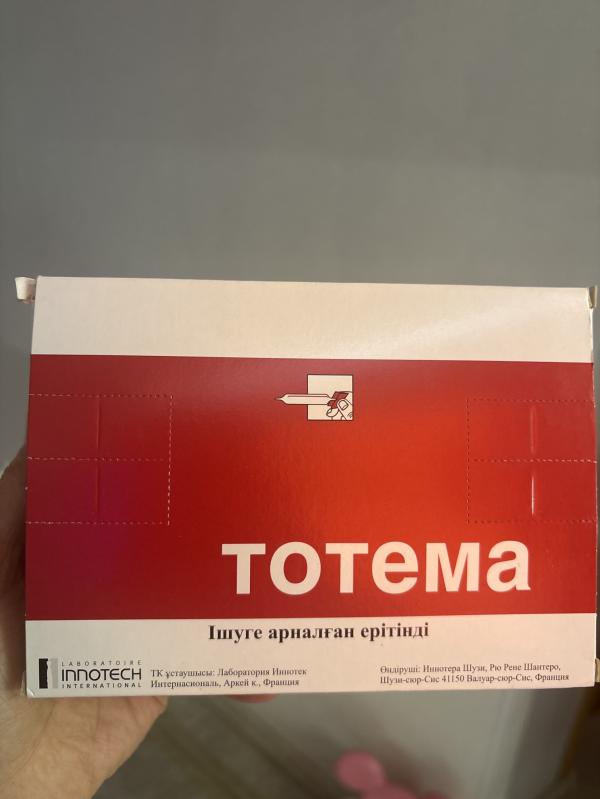 тотема
Ішуге арналған ерітінді
LABORATOIRE
INNOTECH
INTERNATIONAL
ТК ұстаушысы: Лаборатория Иннотек
Интернасиональ, Аркей к., Франция
Өндіруші: Иннотера Шузи, Рю Рене Шантеро,
Шузи-сюр-Сис 41150 Валуар-сюр-Сис, Франция